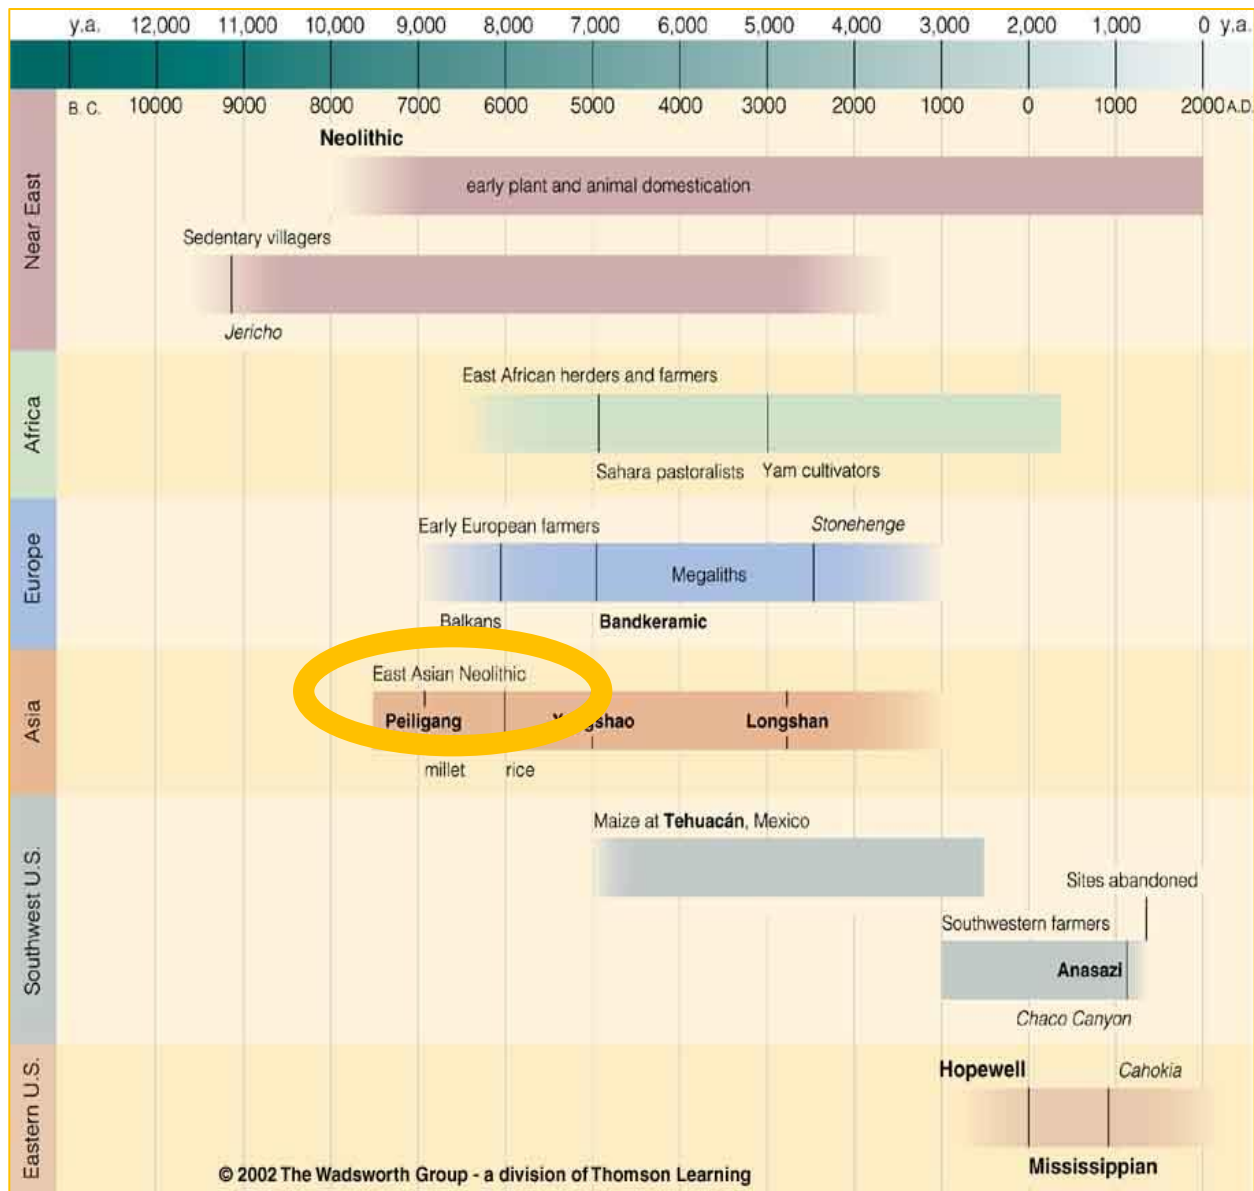 y.a. 12,000 11,000 10,000 9,000 8,000 7,000 6,000 5,000 4,000 3,000 2,000 1,000 0 y.a.
B. C. 10000 9000 8000 7000 6000 5000 4000 3000 2000 1000 0 1000 2000 A.D.
Near East
Neolithic
early plant and animal domestication
Sedentary villagers
Jericho
Africa
East African herders and farmers
Sahara pastoralists Yam cultivators
Europe
Early European farmers Stonehenge
Megaliths
Balkans Bandkeramic
Asia
East Asian Neolithic
Peiligang Longshan
millet rice
Southwest U.S.
Maize at Tehuacán, Mexico
Sites abandoned
Southwestern farmers
Anasazi
Chaco Canyon
Eastern U.S.
Hopewell Cahokia
Mississippian
© 2002 The Wadsworth Group - a division of Thomson Learning